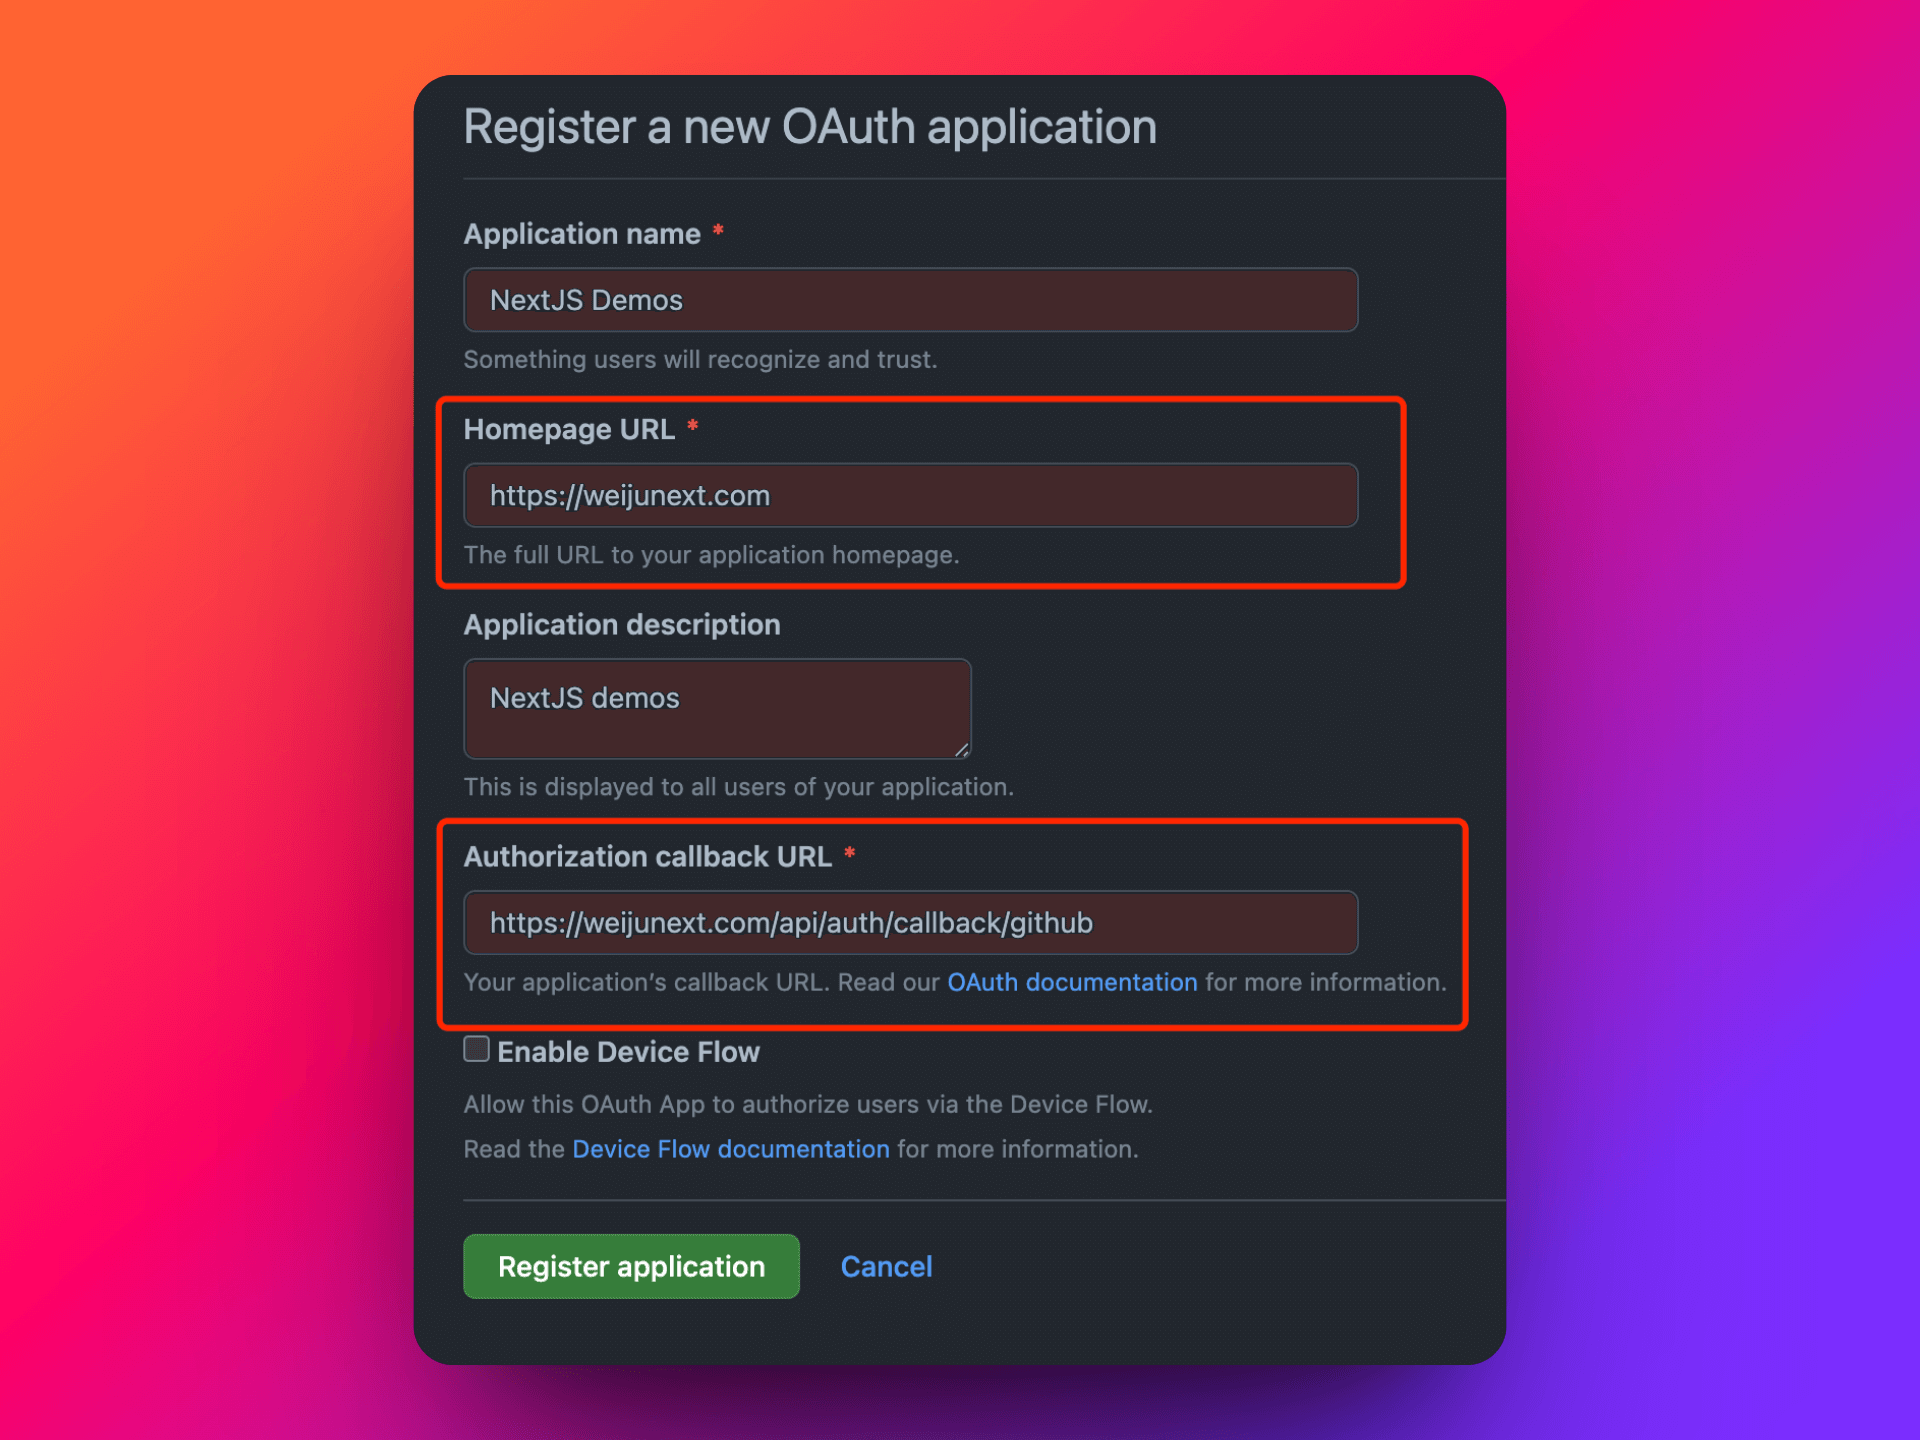 Register a new OAuth application
Application name *
NextJS Demos
Something users will recognize and trust.
Homepage URL *
https://weijunext.com
The full URL to your application homepage.
Application description
NextJS demos
This is displayed to all users of your application.
Authorization callback URL *
https://weijunext.com/api/auth/callback/github
Your application’s callback URL. Read our OAuth documentation for more information.
Enable Device Flow
Allow this OAuth App to authorize users via the Device Flow.
Read the Device Flow documentation for more information.
Register application Cancel